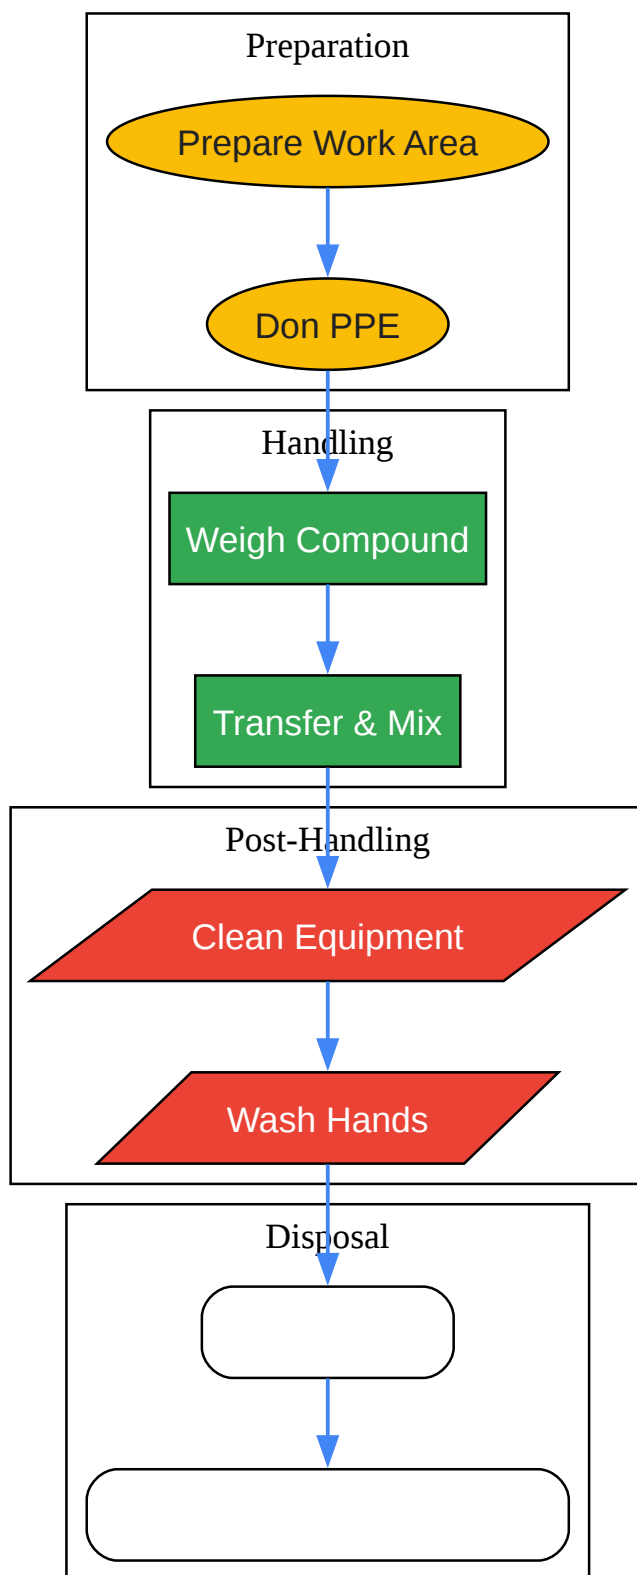 Preparation
Prepare Work Area
Don PPE
Handling
Weigh Compound
Transfer & Mix
Post-Handling
Clean Equipment
Wash Hands
Disposal